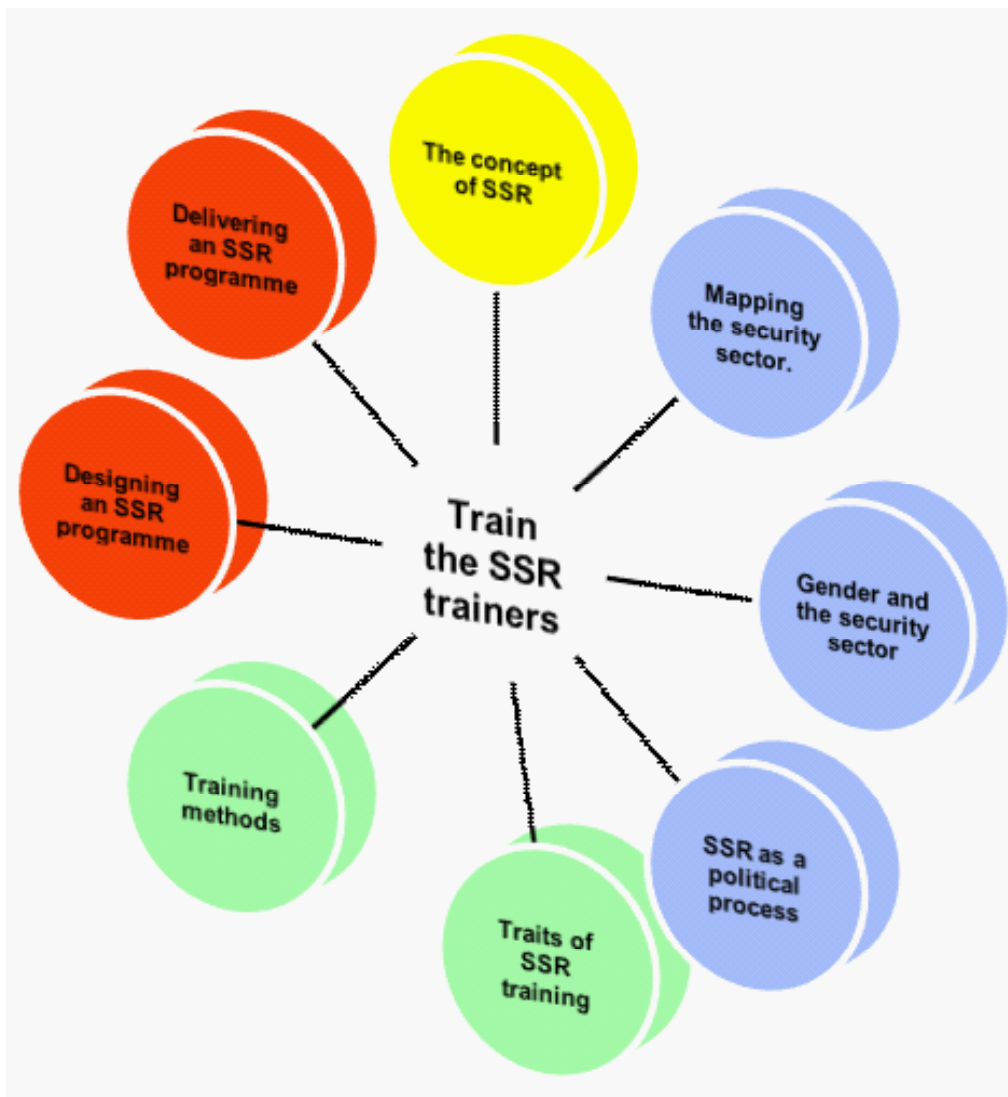 The concept
of SSR
Mapping
the security
sector.
Gender and
the security
sector
SSR as a
political
process
Traits of
SSR
training
Training
methods
Designing
an SSR
programme
Delivering
an SSR
programme
Train
the SSR
trainers